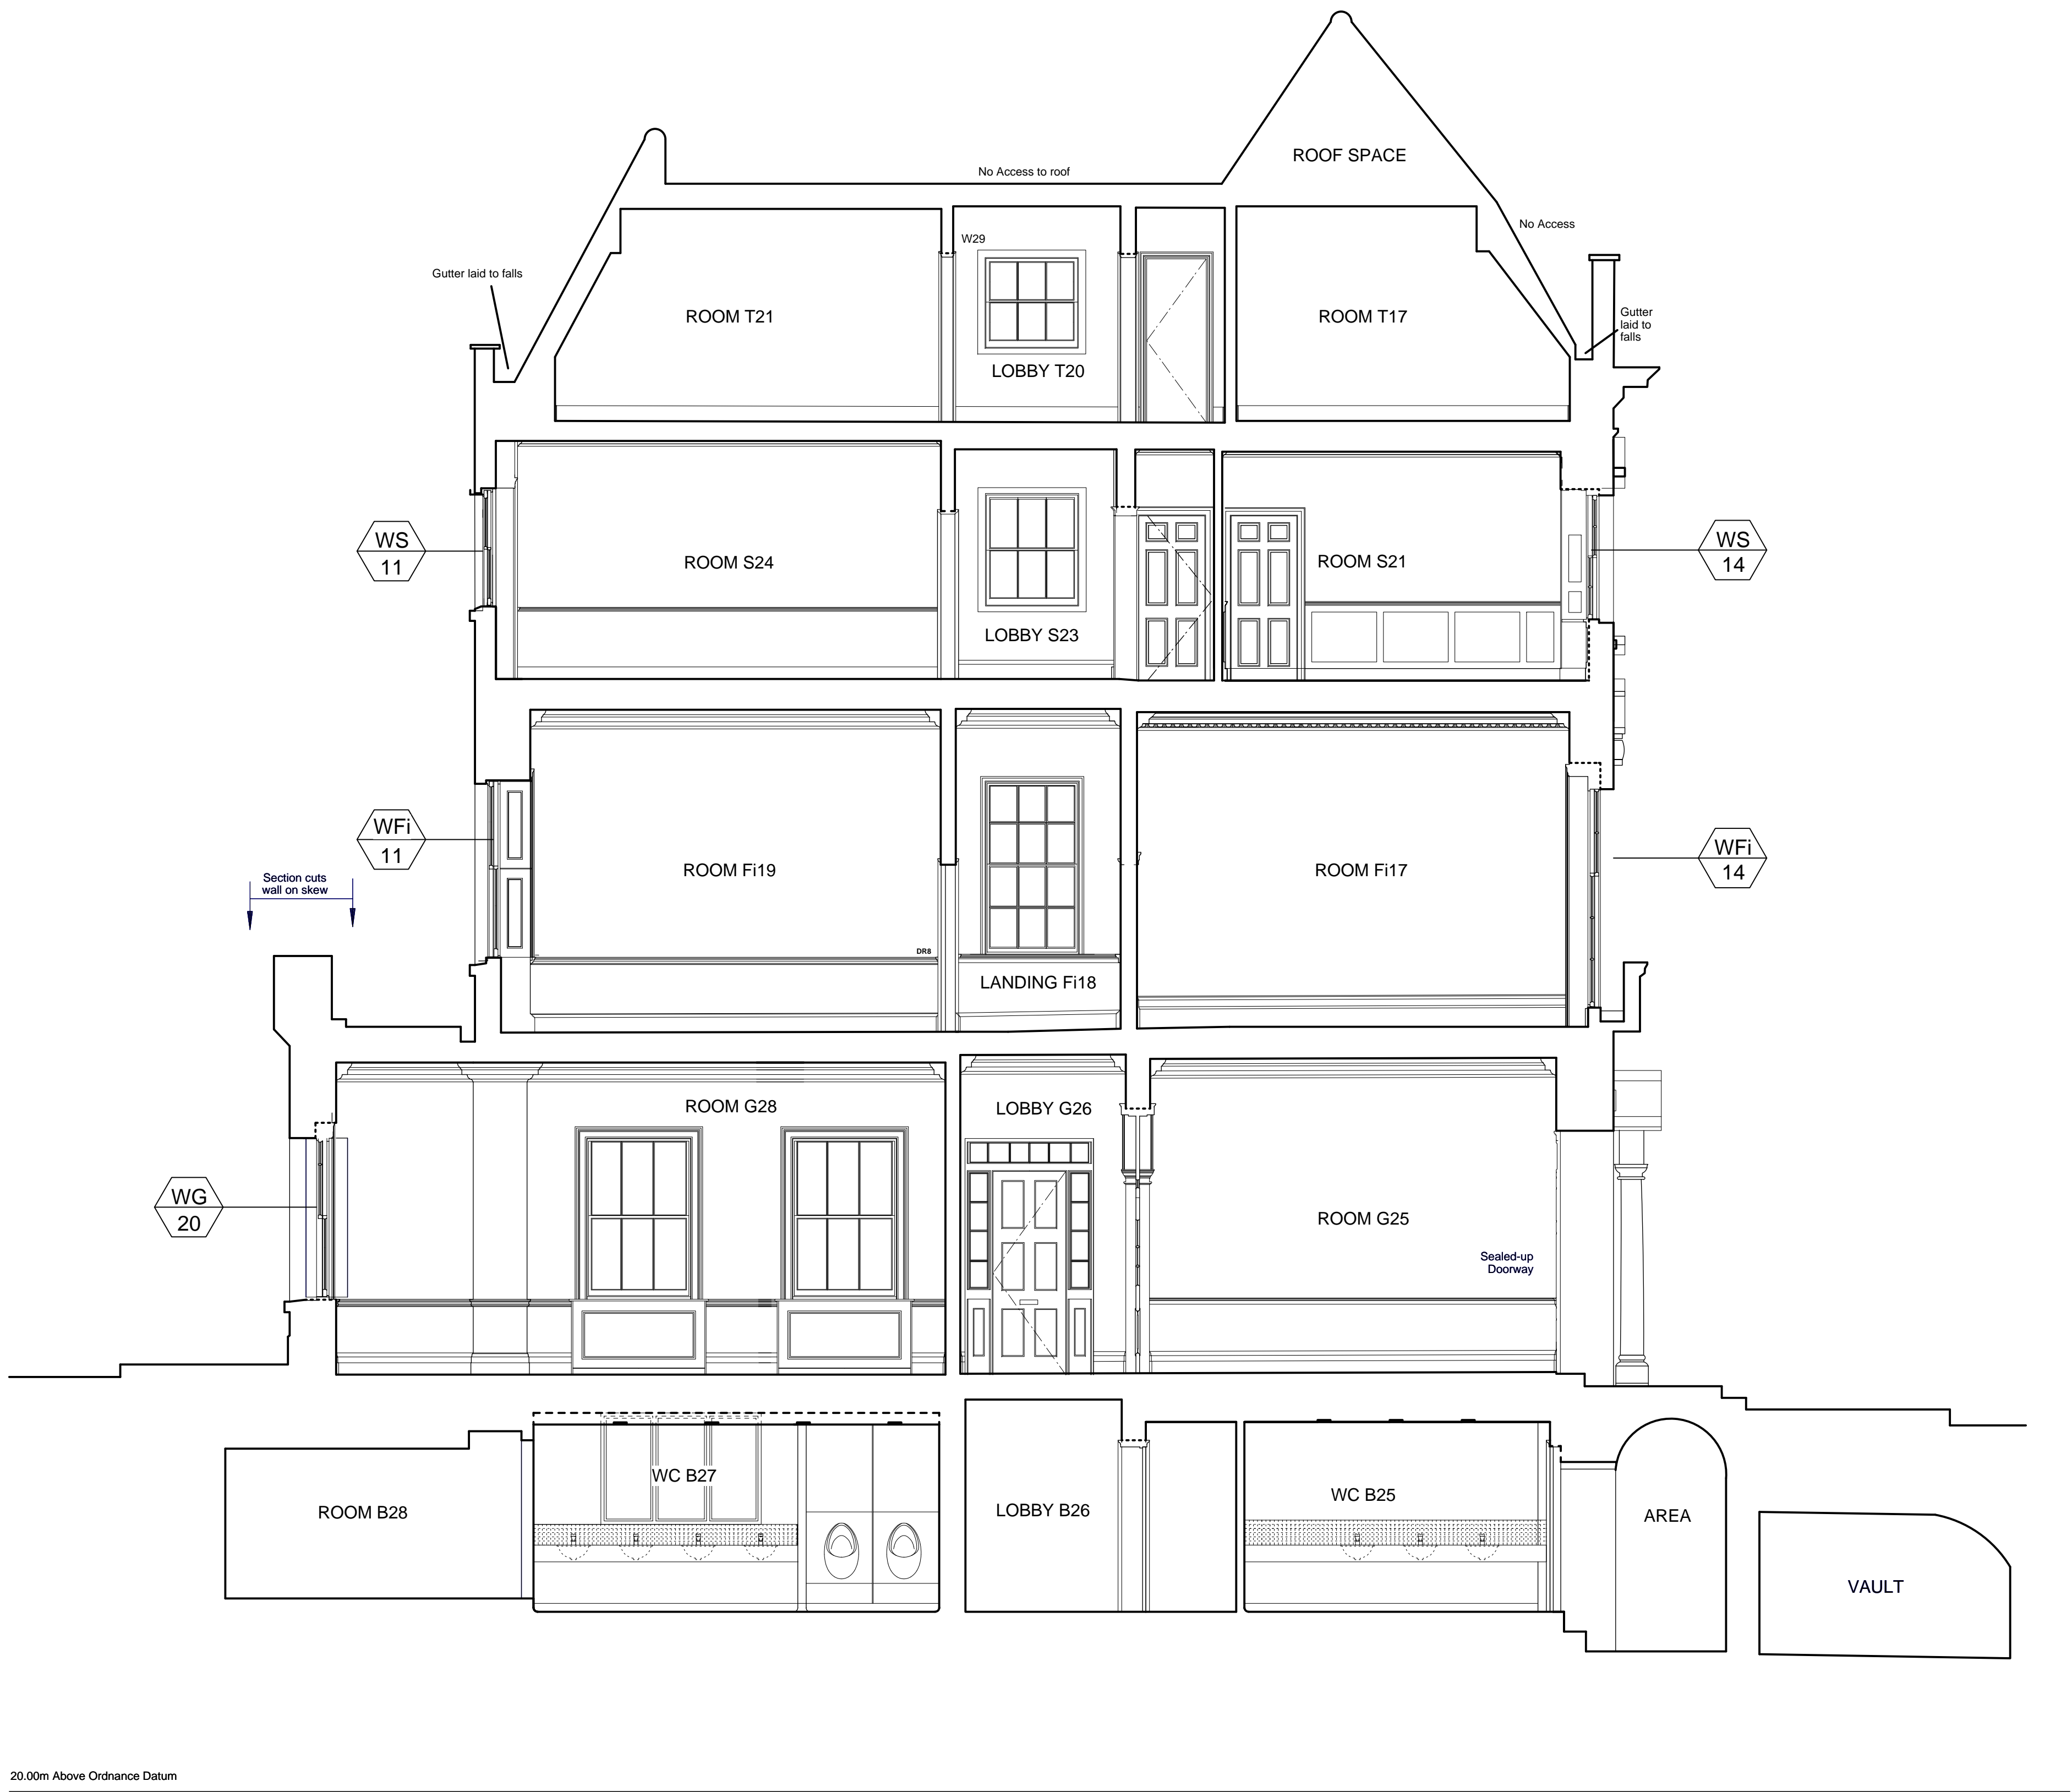 ROOF SPACE
No Access to roof
No Access
W29
Gutter laid to falls
ROOM T21
ROOM T17
Gutter
laid to
falls
LOBBY T20
WS
11
WS
14
ROOM S24
ROOM S21
LOBBY S23
WFi
11
WFi
14
ROOM Fi19
ROOM Fi17
Section cuts
wall on skew
DR8
LANDING Fi18
ROOM G28
LOBBY G26
WG
20
ROOM G25
Sealed-up
Doorway
WC B27
WC B25
ROOM B28
LOBBY B26
AREA
VAULT
20.00m Above Ordnance Datum